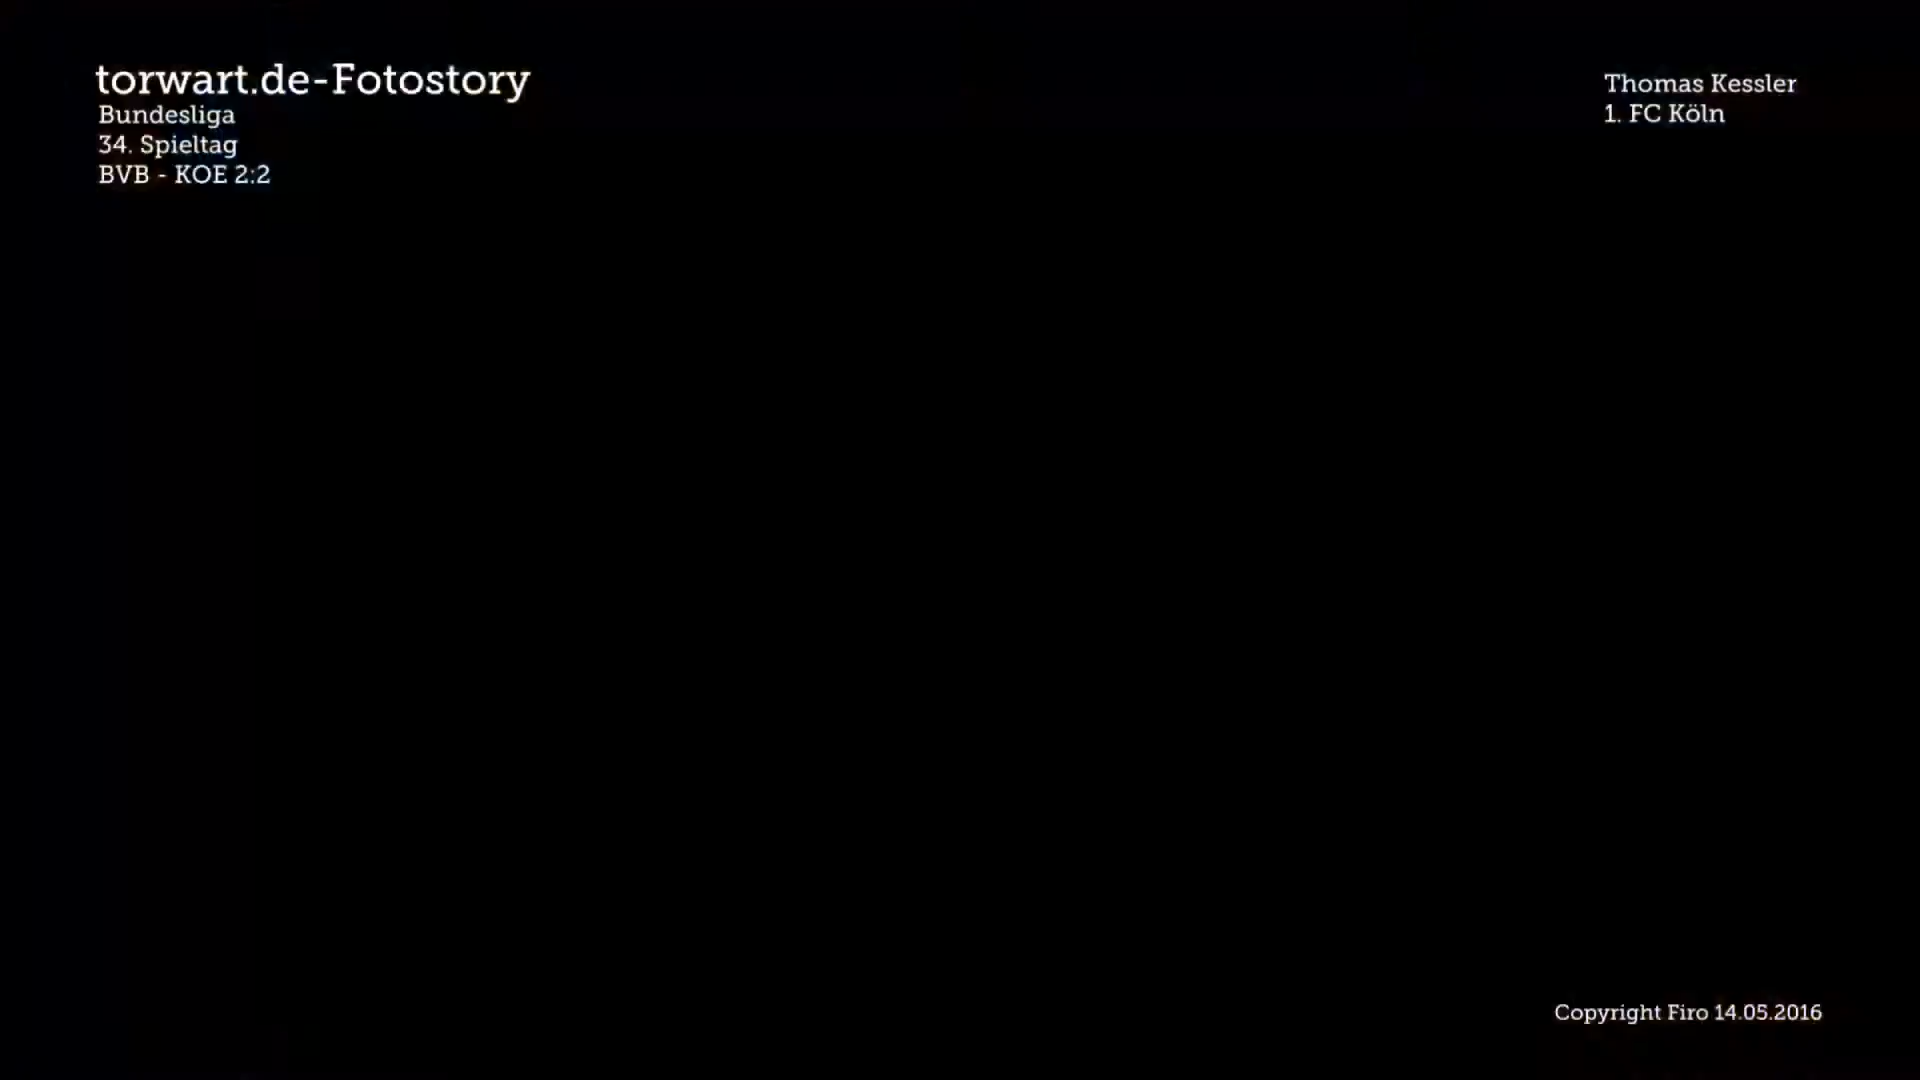 torwart.de-Fotostory
Bundesliga
34. Spieltag
BVB - KOE 2:2
Thomas Kessler
1. FC Köln
Copyright Firo 14.05.2016